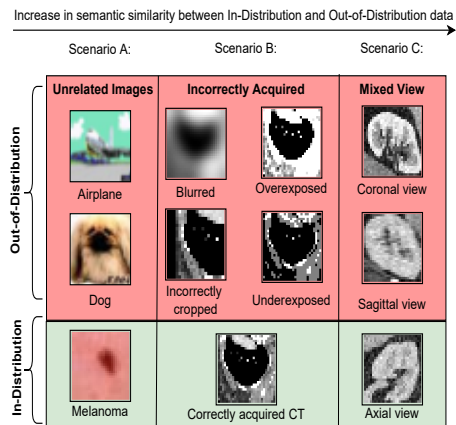 Increase in semantic similarity between In-Distribution and Out-of-Distribution data
Scenario A:
Scenario B:
Scenario C:
Out-of-Distribution
Unrelated Images
Incorrectly Acquired
Mixed View
Airplane
Blurred
Overexposed
Coronal view
Dog
Incorrectly
cropped
Underexposed
Sagittal view
In-Distribution
Melanoma
Correctly acquired CT
Axial view